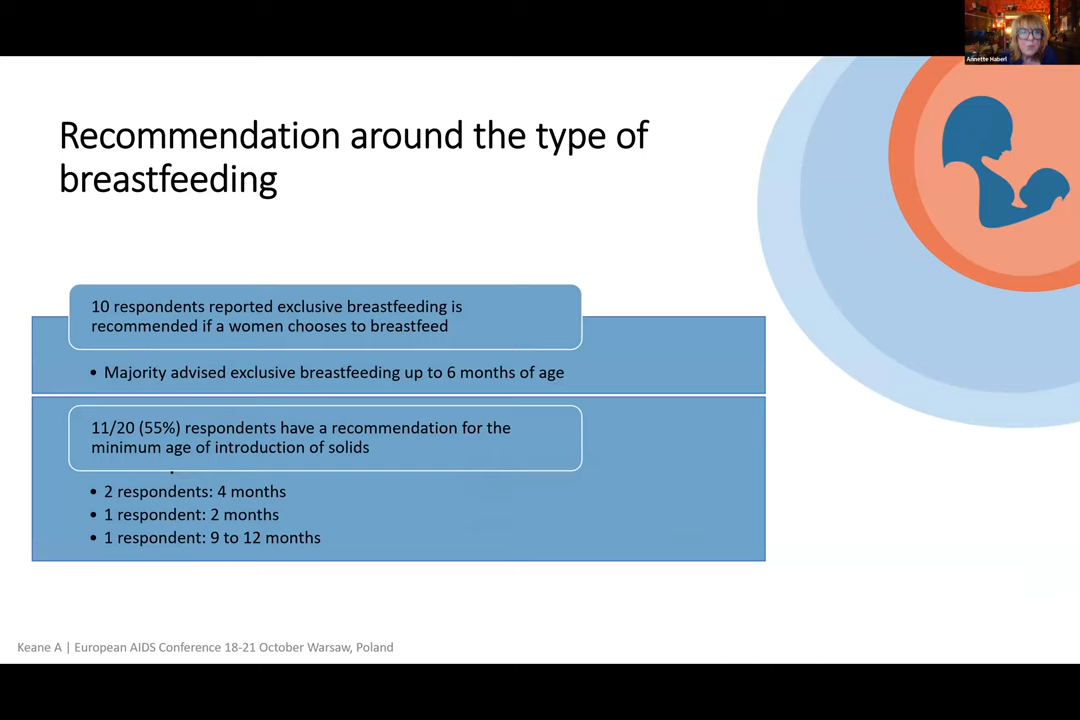 Annette Haberl
Recommendation around the type of
breastfeeding
10 respondents reported exclusive breastfeeding is
recommended if a women chooses to breastfeed
• Majority advised exclusive breastfeeding up to 6 months of age
11/20 (55%) respondents have a recommendation for the
minimum age of introduction of solids
• 2 respondents: 4 months
• 1 respondent: 2 months
• 1 respondent: 9 to 12 months
Keane A | European AIDS Conference 18-21 October Warsaw, Poland